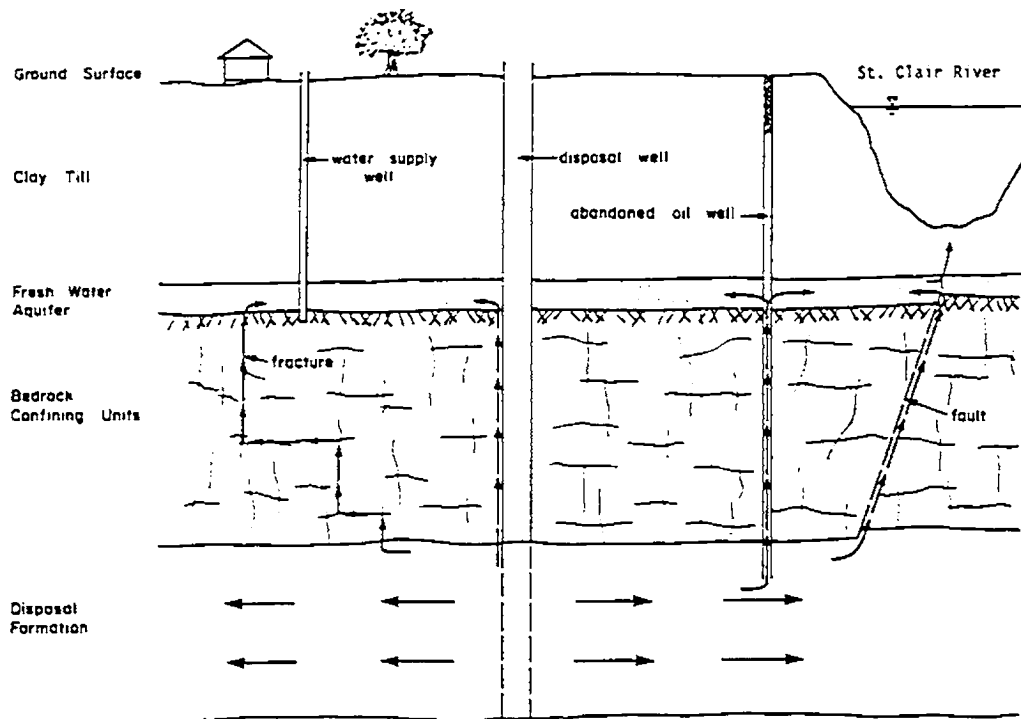 Ground Surface
St. Clair River
water supply
well
disposal well
Clay Till
abandoned oil well
Fresh Water
Aquifer
fracture
Bedrock
Confining Units
fault
Disposal
Formation